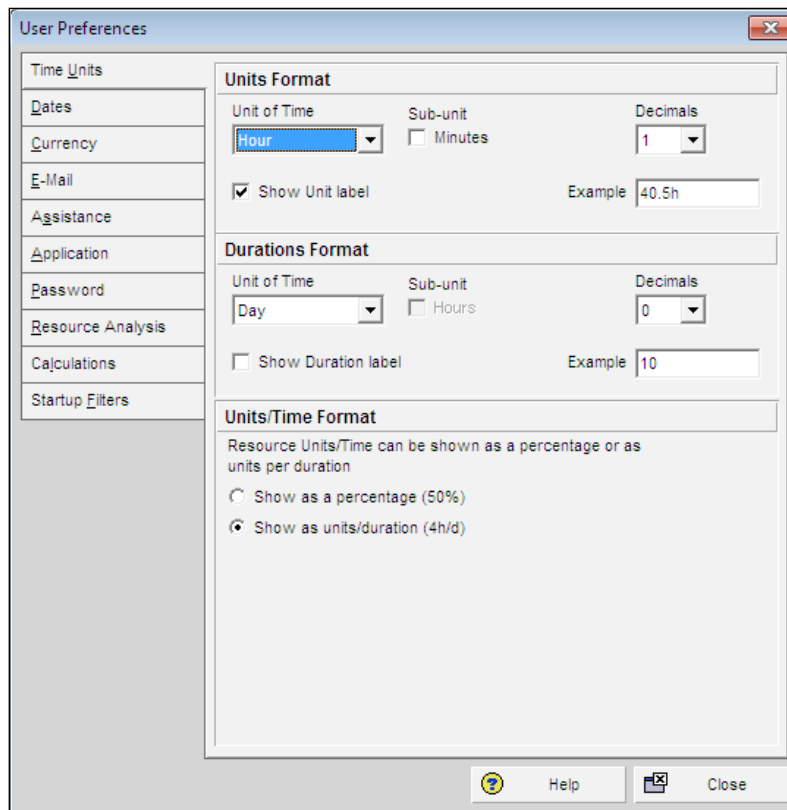 User Preferences
Time Units
Dates
Currency
E-Mail
Assistance
Application
Password
Resource Analysis
Calculations
Startup Filters
Units Format
Unit of Time Sub-unit Decimals
Hour Minutes 1
Show Unit label Example 40.5h
Durations Format
Unit of Time Sub-unit Decimals
Day Hours 0
Show Duration label Example 10
Units/Time Format
Resource Units/Time can be shown as a percentage or as
units per duration
Show as a percentage (50%)
Show as units/duration (4h/d)
Help Close